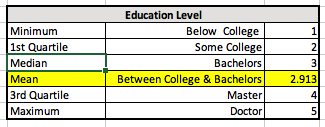 Education Level
Minimum Below College 1
1st Quartile Some College 2
Median Bachelors 3
Mean Between College & Bachelors 2.913
3rd Quartile Master 4
Maximum Doctor 5